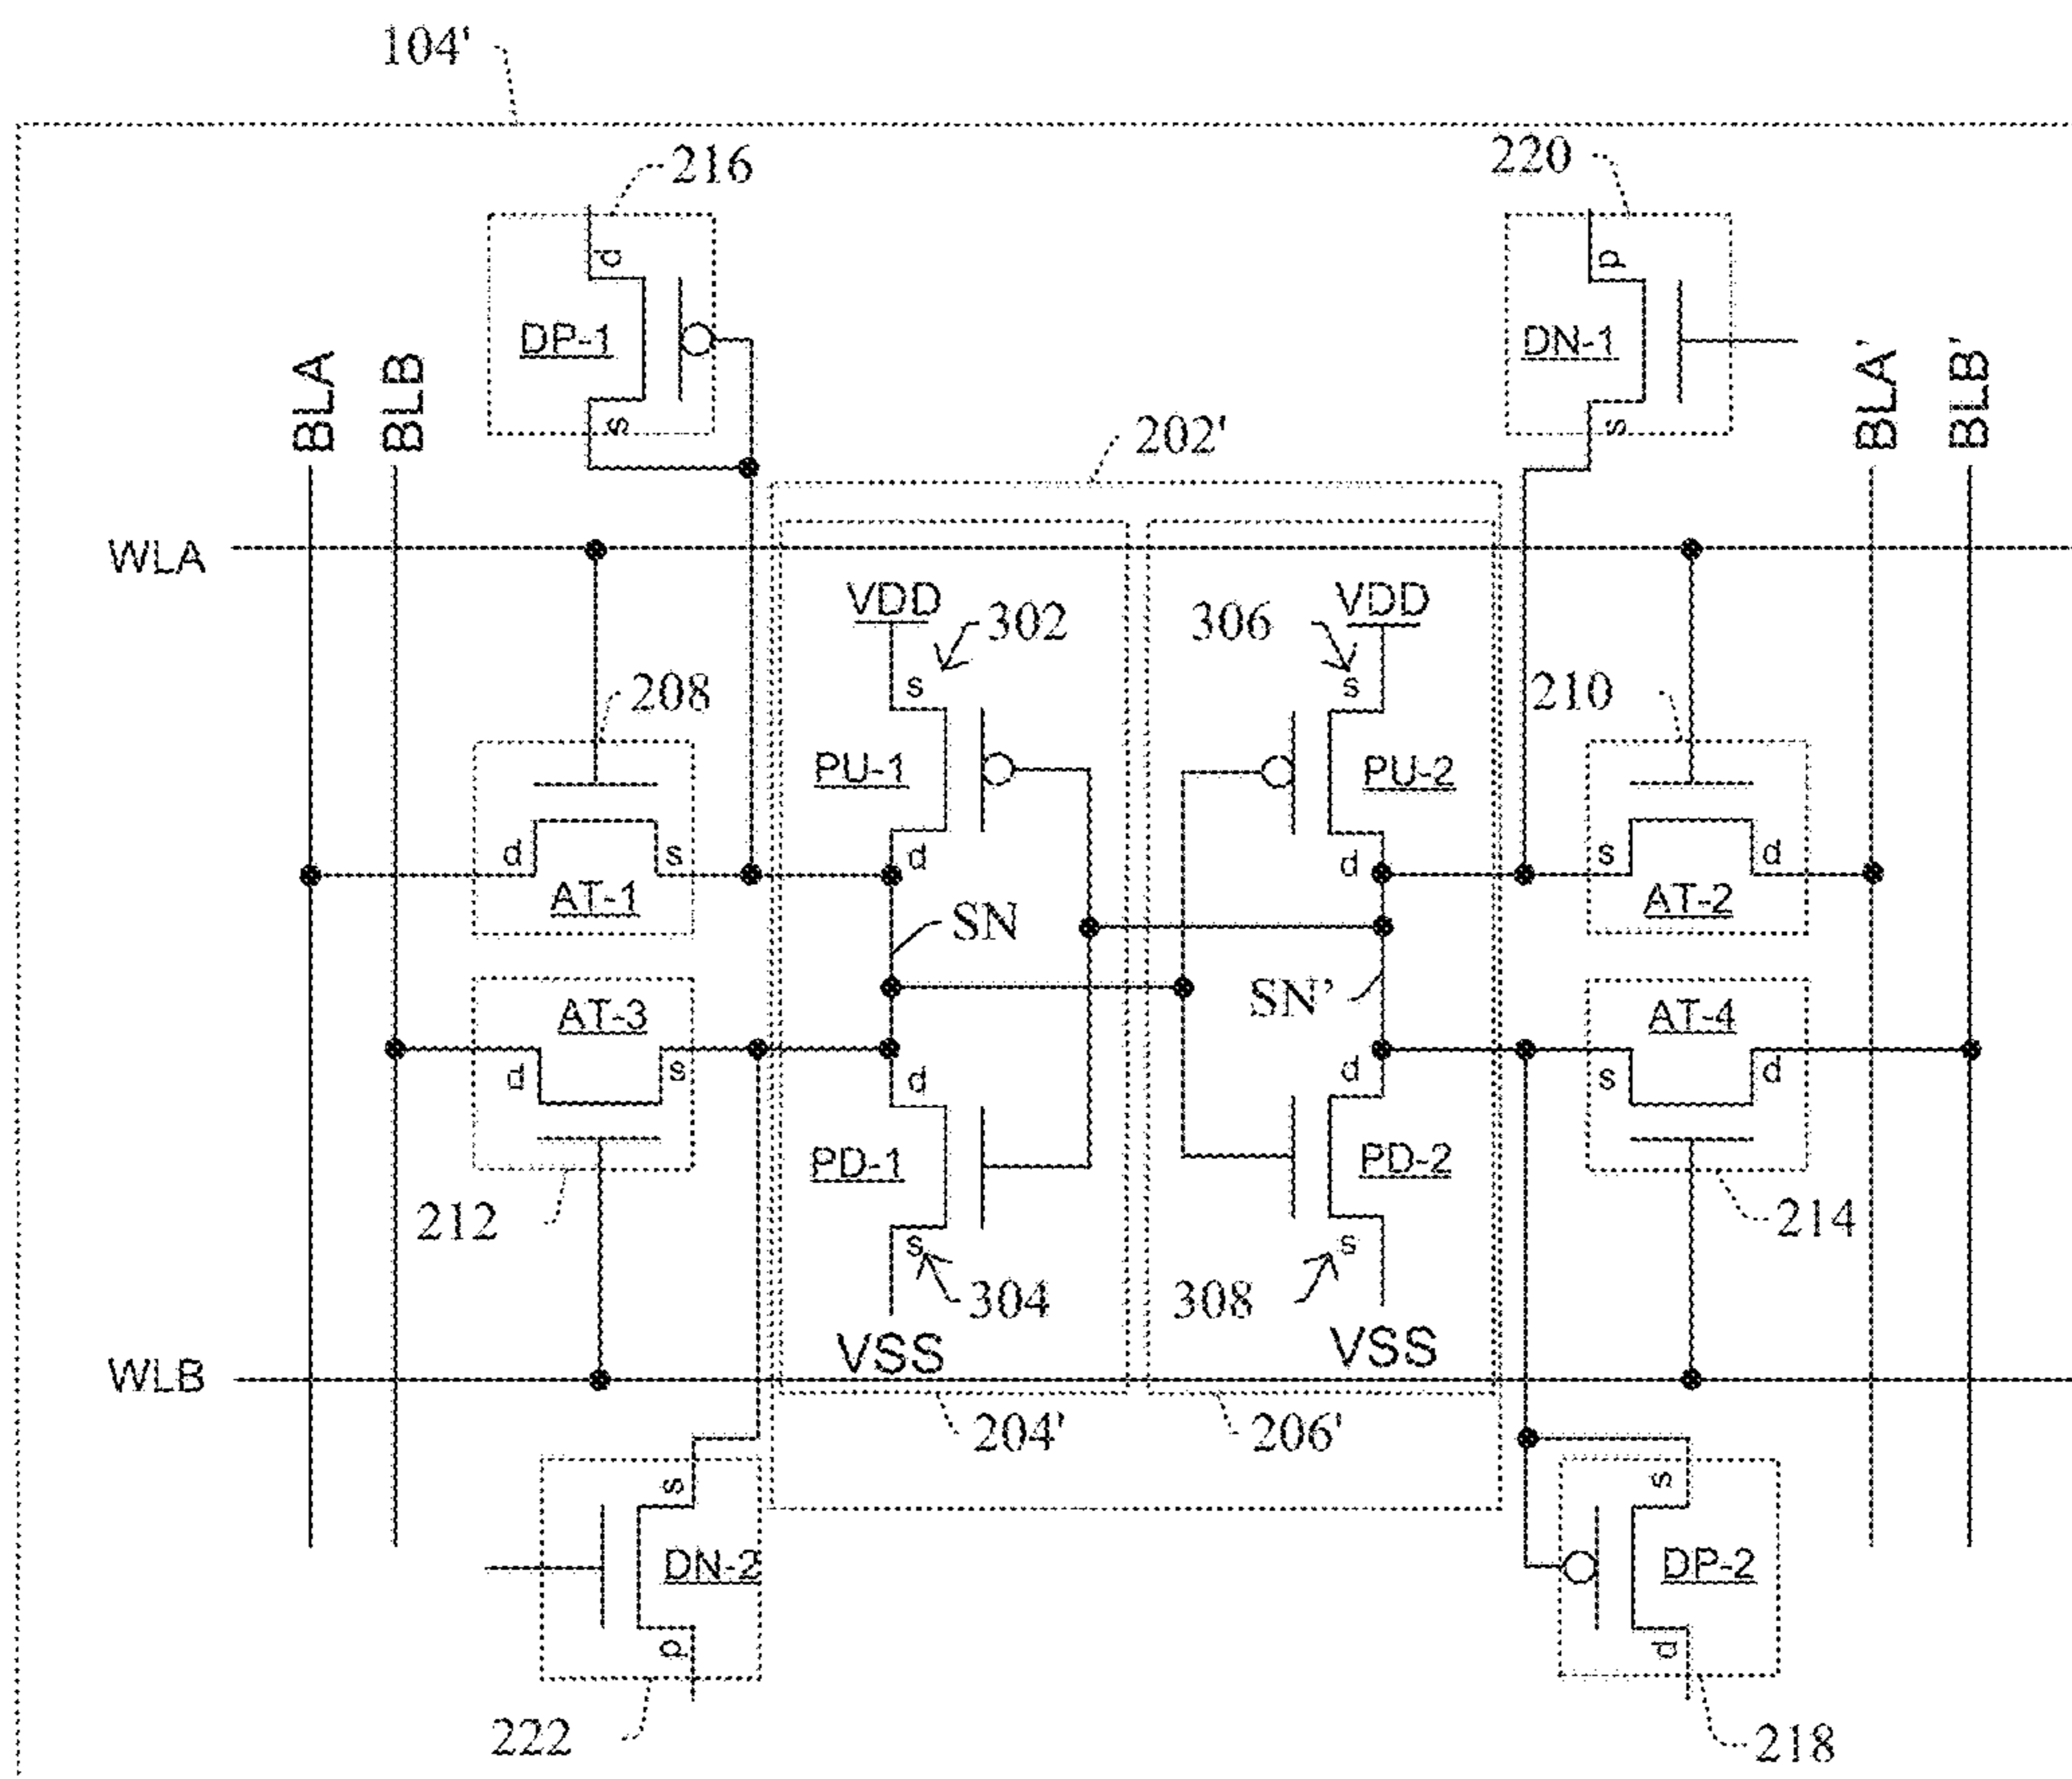 104'
216
220
d
d
DP-1
DN-1
s
s
BLA
BLB
BLA'
BLB'
202'
WLA
VDD
302
306
VDD
s
s
208
210
PU-1
PU-2
d
s
d
d
s
d
AT-1
AT-2
SN
SN'
AT-3
AT-4
d
s
d
d
s
d
PD-1
PD-2
212
214
s
s
304
308
VSS
VSS
WLB
204'
206'
s
s
DN-2
DP-2
d
d
222
218